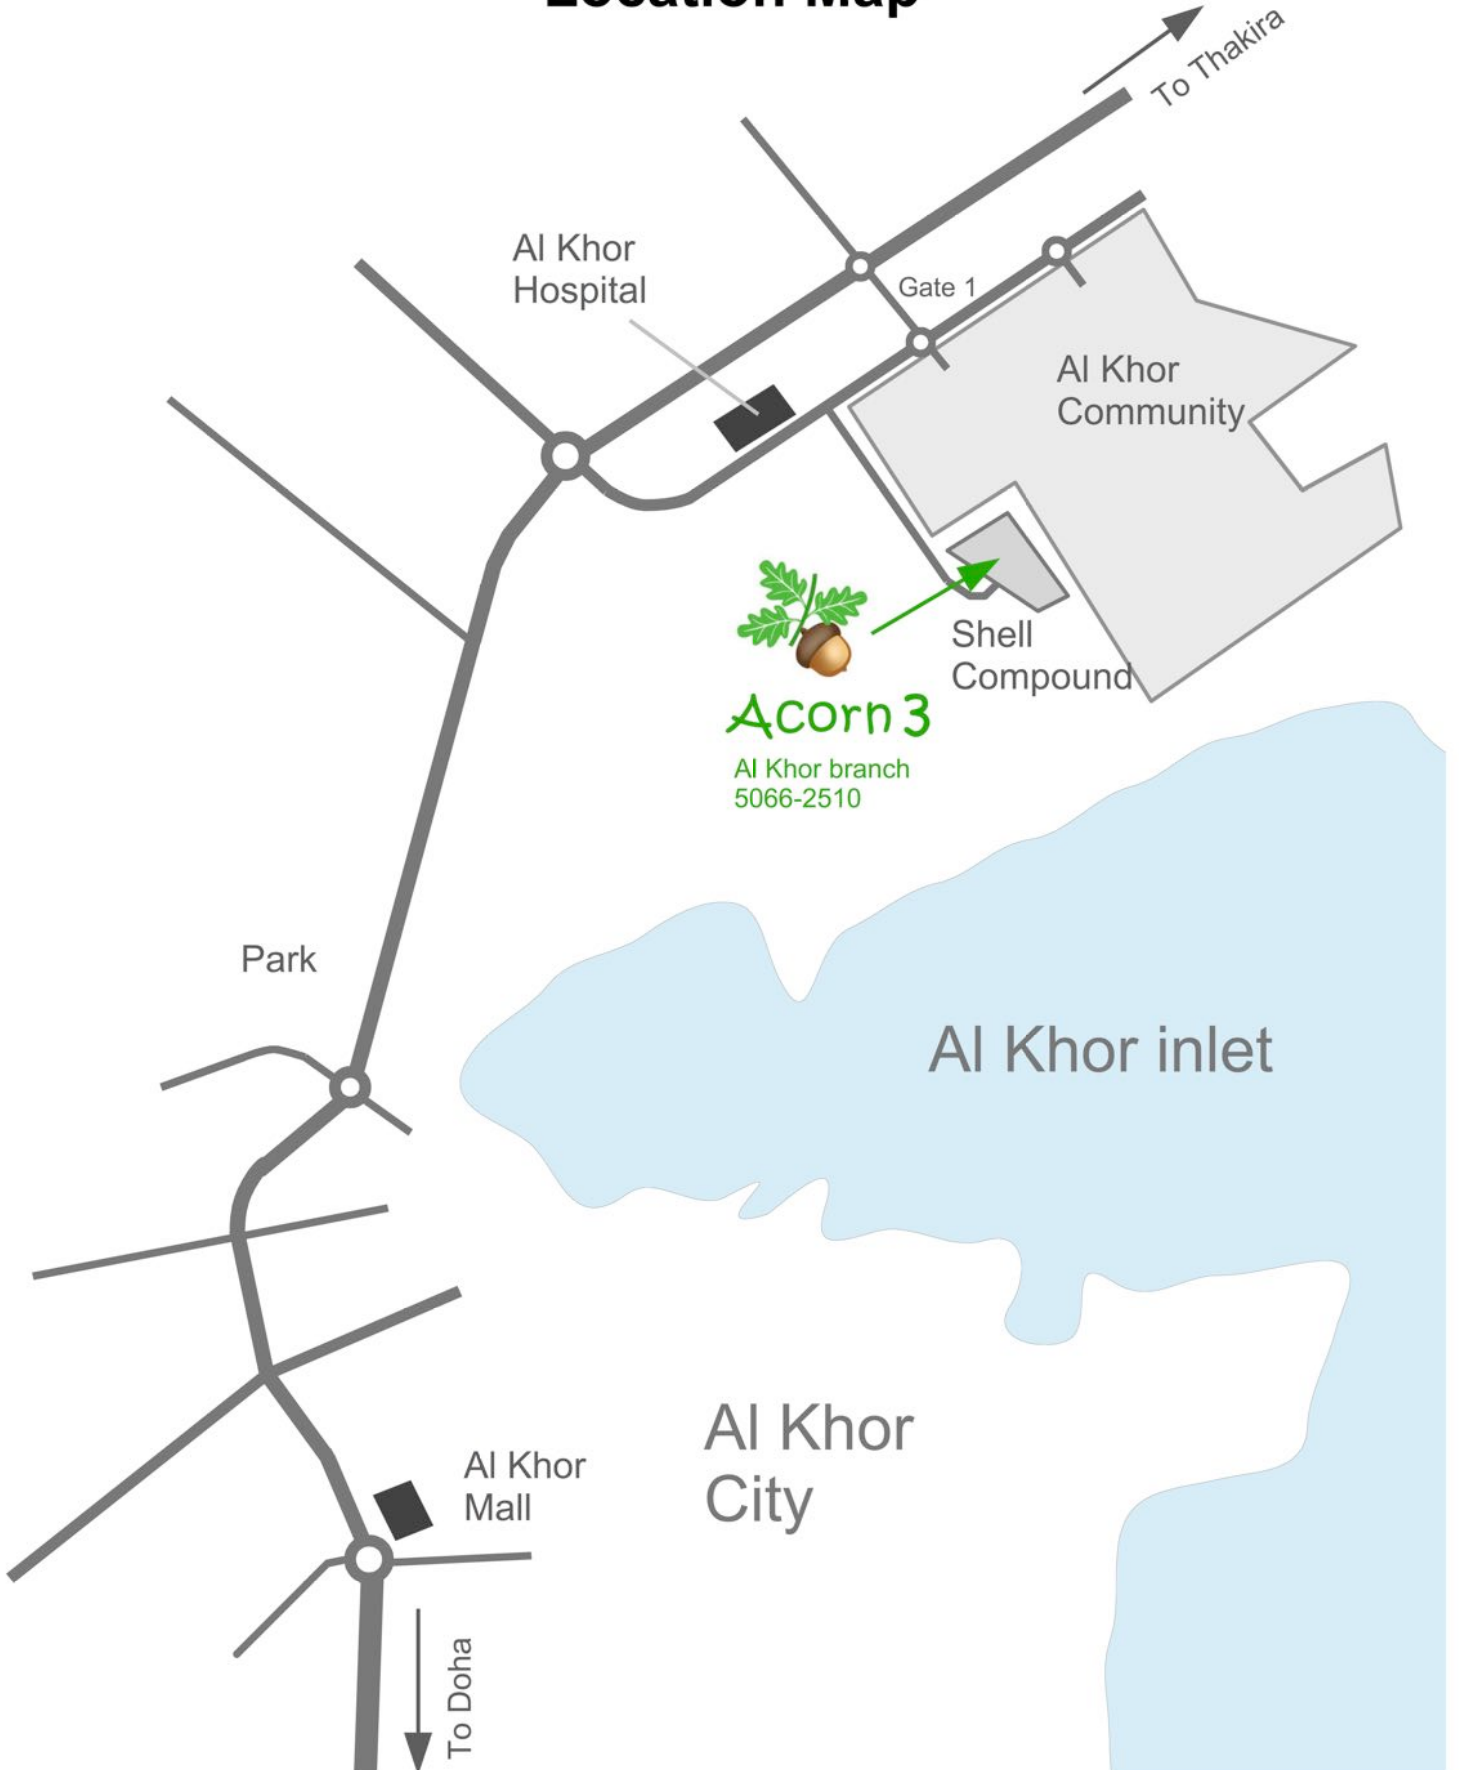 Location Map
To Thakira
Al Khor
Hospital
Gate 1
Al Khor
Community
Shell
Compound
Acorn 3
Al Khor branch
5066-2510
Park
Al Khor inlet
Al Khor
City
Al Khor
Mall
To Doha